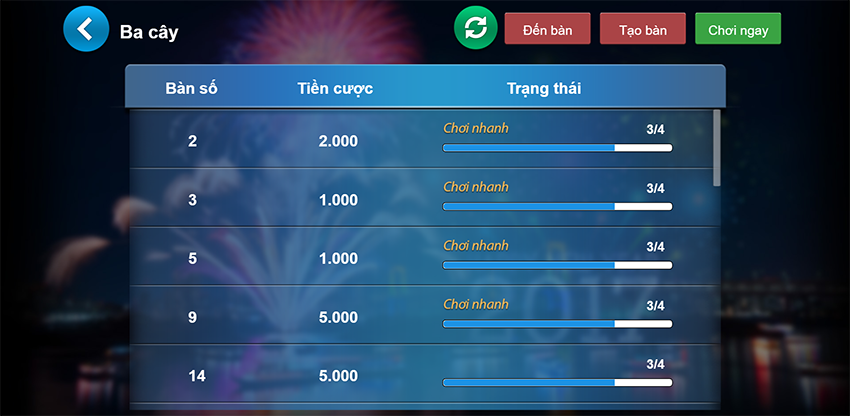 Ba cây
Đến bàn
Tạo bàn
Chơi ngay
Bàn số Tiền cược Trạng thái
2 2.000 Chơi nhanh 3/4
3 1.000 Chơi nhanh 3/4
5 1.000 Chơi nhanh 3/4
9 5.000 Chơi nhanh 3/4
14 5.000 3/4